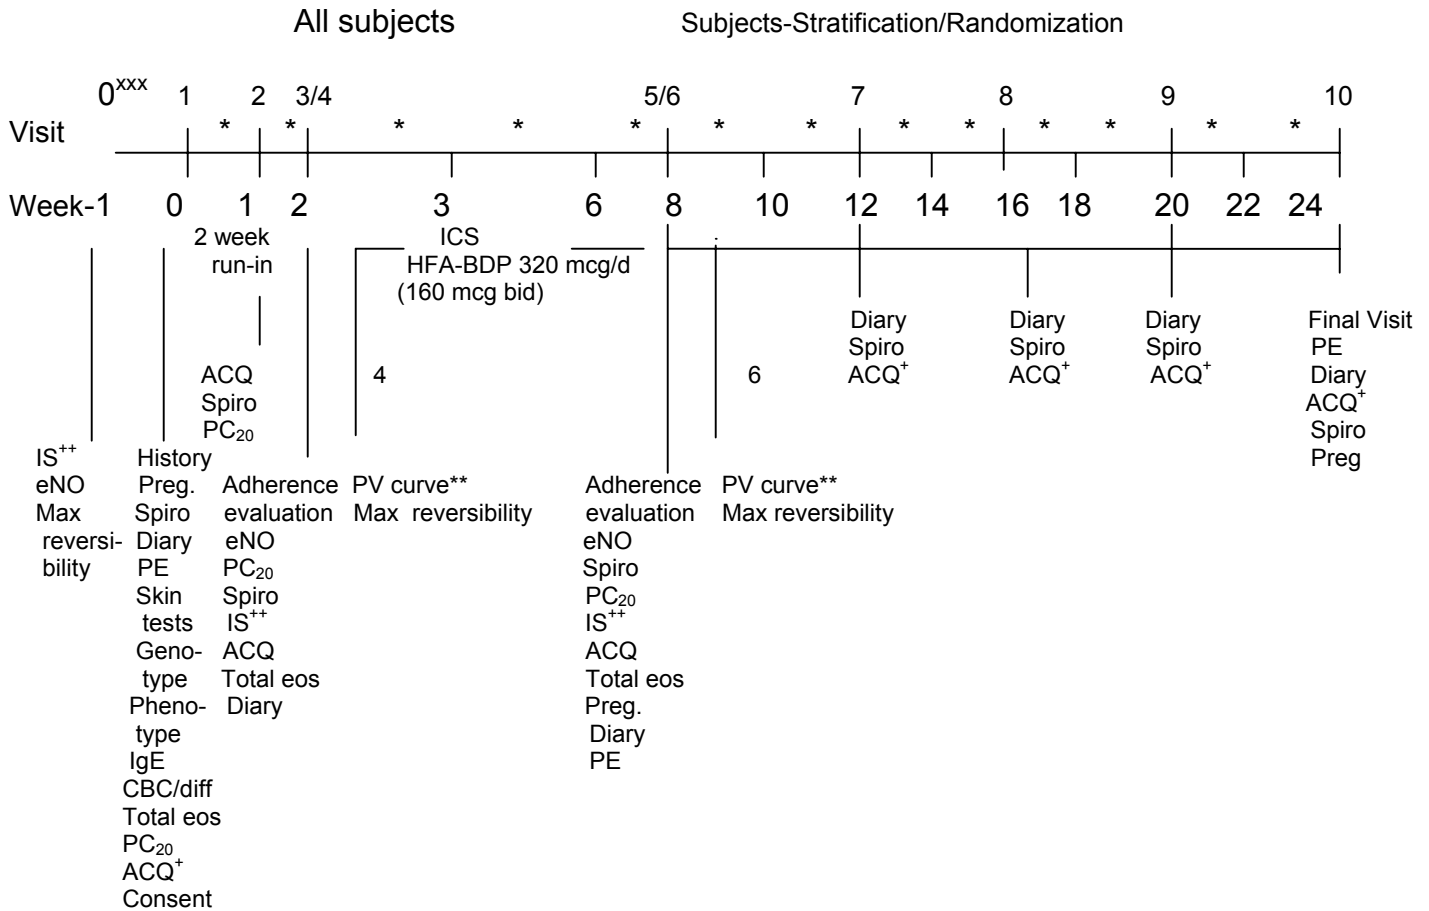 All subjects Subjects-Stratification/Randomization
0xxx 1 2 3/4 5/6 7 8 9 10
Visit * * * * * * * * * * * * *
Week-1 0 1 2 3 6 8 10 12 14 16 18 20 22 24
2 week ICS
run-in HFA-BDP 320 mcg/d
(160 mcg bid)
Diary Diary Diary Final Visit
Spiro Spiro Spiro PE
ACQ 4 6 ACQ+ ACQ+ ACQ+ Diary
Spiro ACQ+
PC20 Spiro
IS++ History Preg
eNO Preg. Adherence PV curve** Adherence PV curve**
Max Spiro evaluation Max reversibility evaluation Max reversibility
reversi- Diary eNO eNO
bility PE PC20 Spiro
Skin Spiro PC20
tests IS++ IS++
Geno- ACQ ACQ
type Total eos Total eos
Pheno- Diary Preg.
type Diary
IgE PE
CBC/diff
Total eos
PC20
ACQ+
Consent